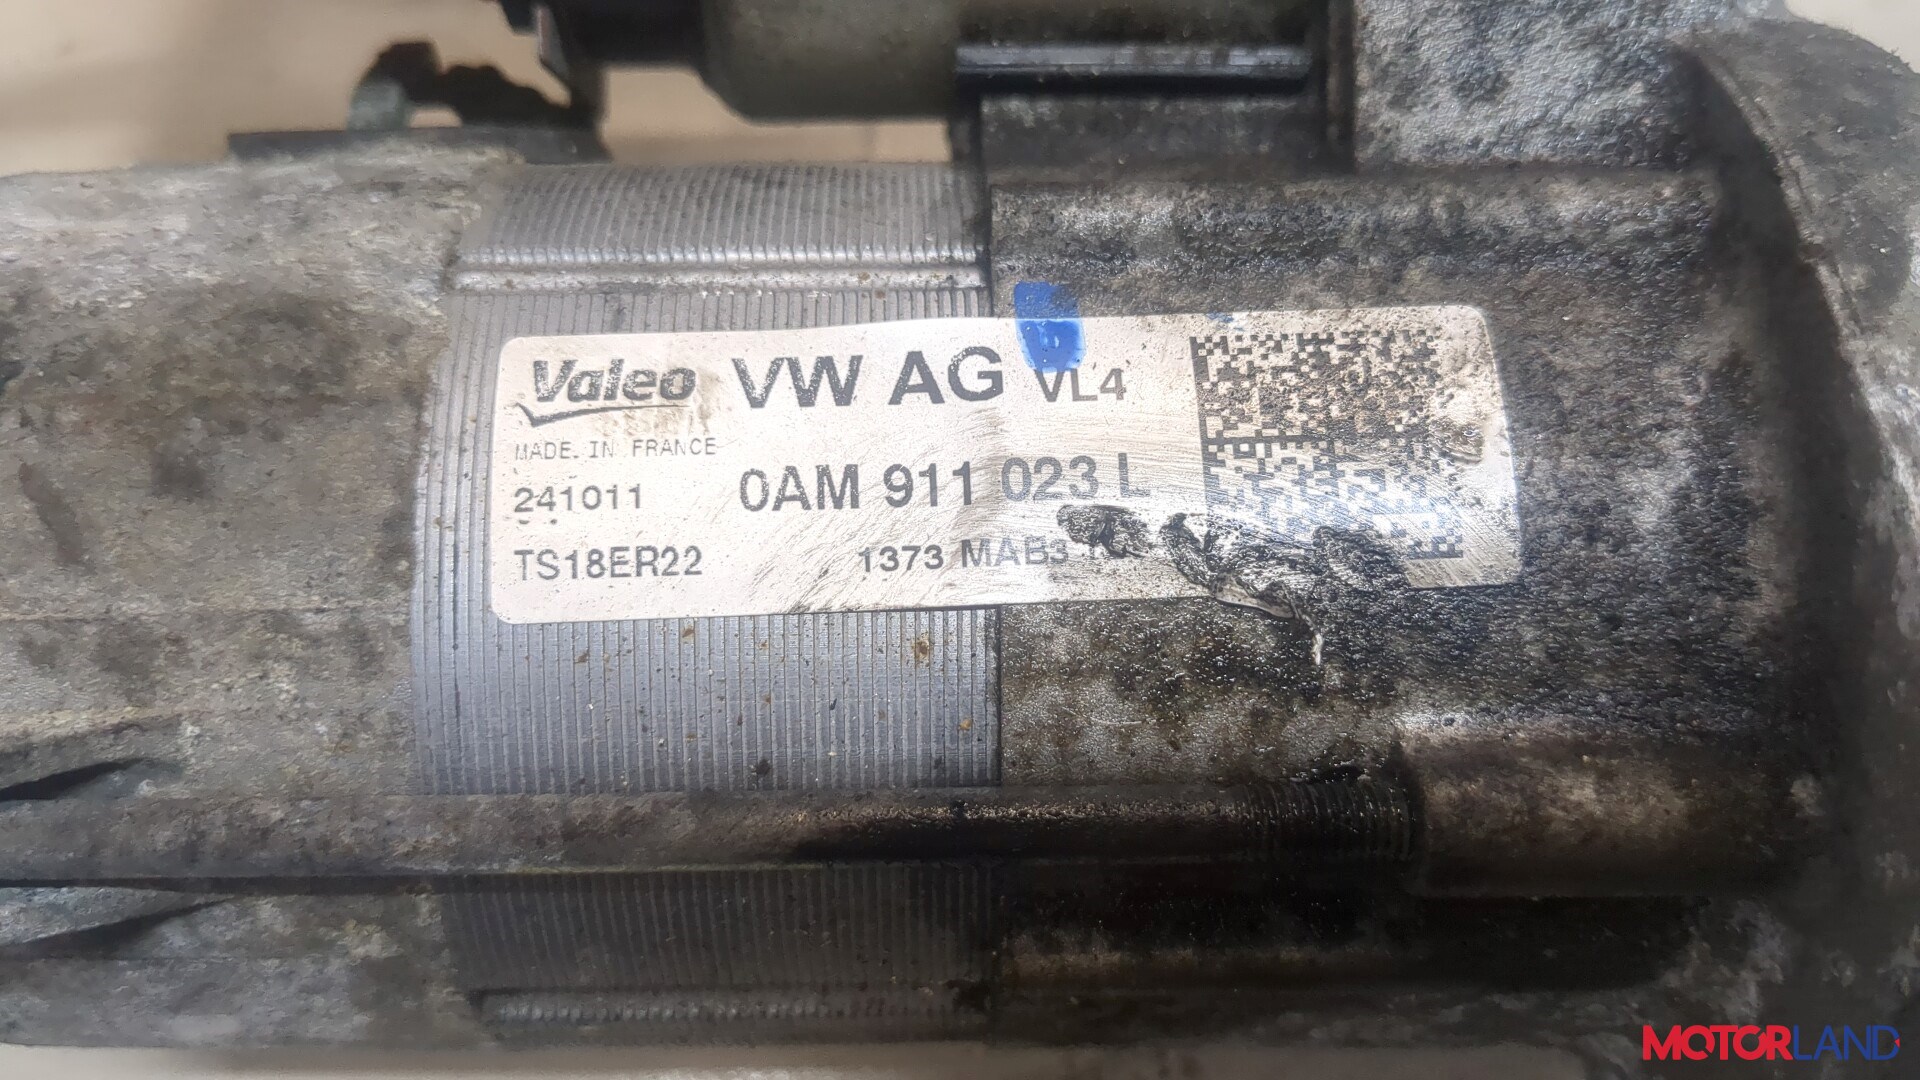 Valeo VW AG VL4
MADE IN FRANCE
241011 0AM 911 023 L
TS18ER22 1373 MAB3
MOTORLAND